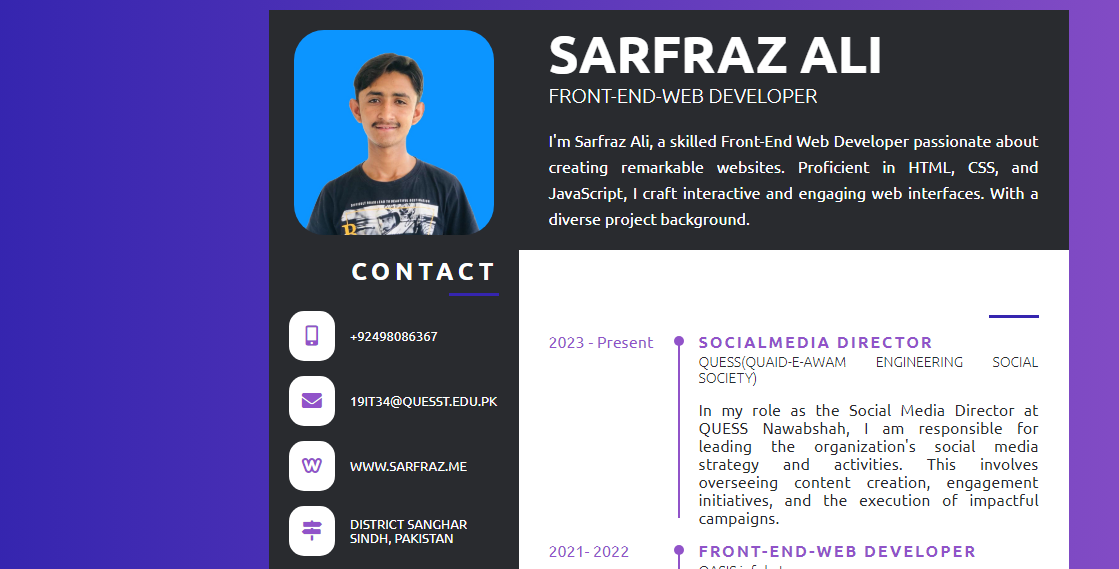 SARFRAZ ALI
FRONT-END-WEB DEVELOPER
I'm Sarfraz Ali, a skilled Front-End Web Developer passionate about
creating remarkable websites. Proficient in HTML, CSS, and
JavaScript, I craft interactive and engaging web interfaces. With a
diverse project background.
CONTACT
+92498086367
19IT34@QUESST.EDU.PK
WWW.SARFRAZ.ME
DISTRICT SANGHAR
SINDH, PAKISTAN
2023 - Present
SOCIALMEDIA DIRECTOR
QUESS(QUAID-E-AWAM ENGINEERING SOCIAL
SOCIETY)
In my role as the Social Media Director at
QUESS Nawabshah, I am responsible for
leading the organization's social media
strategy and activities. This involves
overseeing content creation, engagement
initiatives, and the execution of impactful
campaigns.
2021- 2022
FRONT-END-WEB DEVELOPER